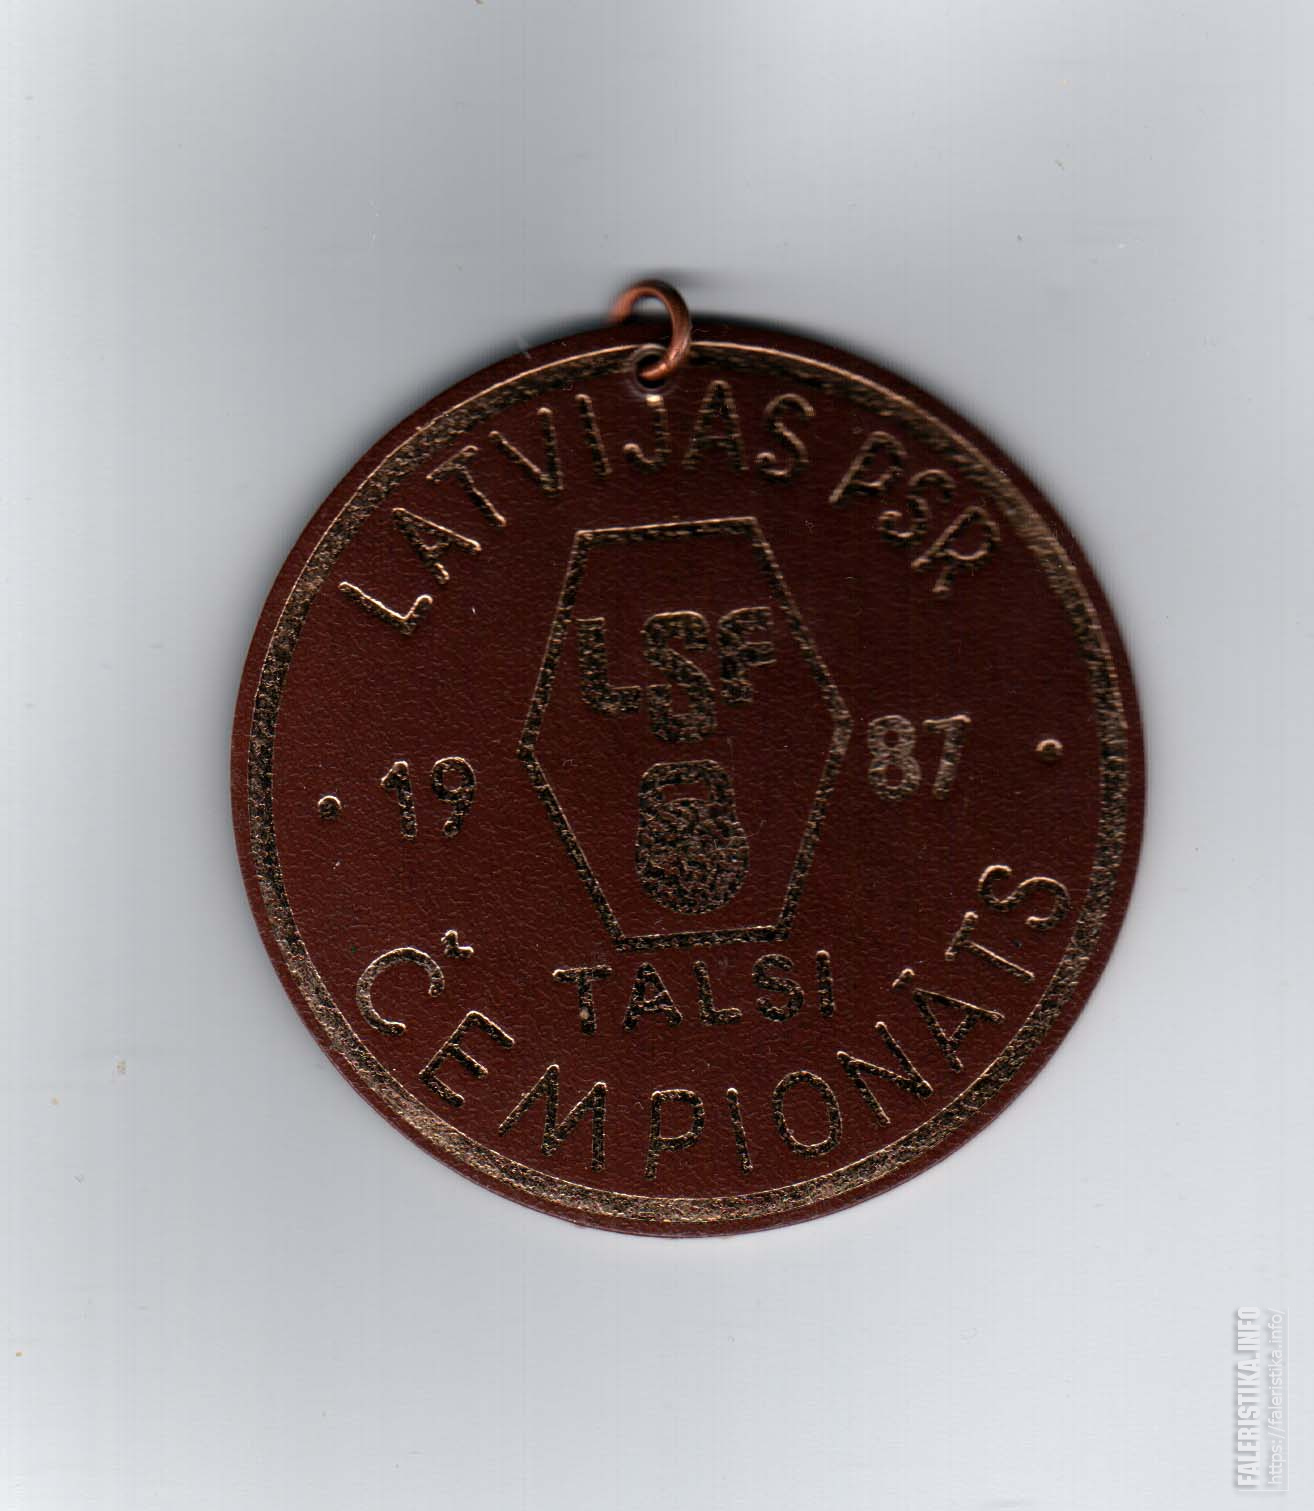 LATVIJAS PSR
LSF
19 87
TALSI
ČEMPIONĀTS
FALERISTIKA.INFO
https://faleristika.info/